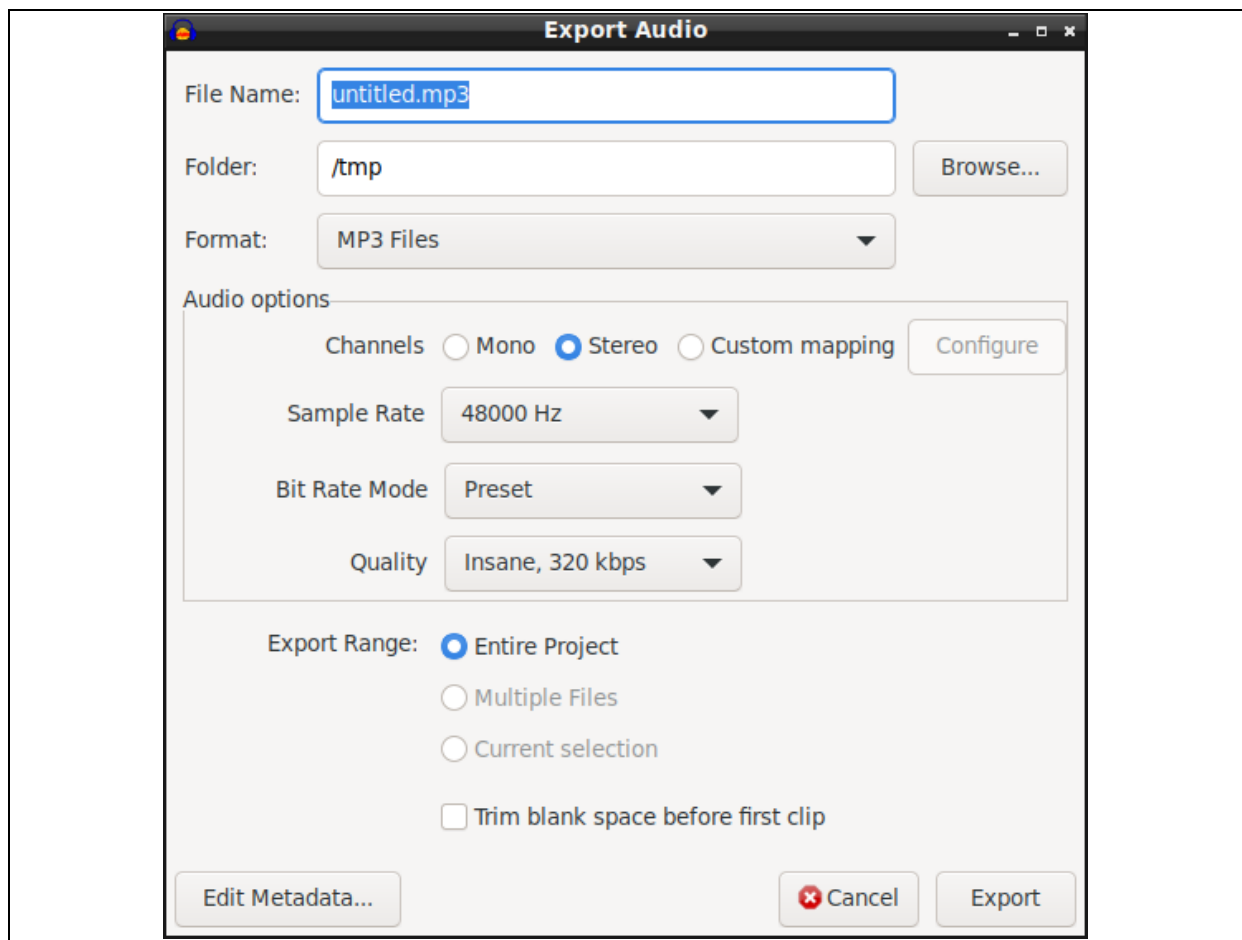 Export Audio
File Name: untitled.mp3
Folder: /tmp Browse...
Format: MP3 Files
Audio options
Channels Mono Stereo Custom mapping Configure
Sample Rate 48000 Hz
Bit Rate Mode Preset
Quality Insane, 320 kbps
Export Range: Entire Project
Multiple Files
Current selection
Trim blank space before first clip
Edit Metadata... Cancel Export